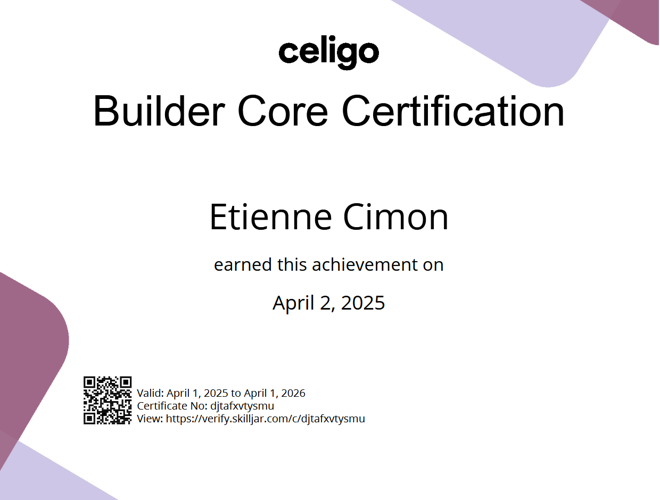 celigo
Builder Core Certification
Etienne Cimon
earned this achievement on
April 2, 2025
Valid: April 1, 2025 to April 1, 2026
Certificate No: djtafxvtysmu
View: https://verify.skilljar.com/c/djtafxvtysmu